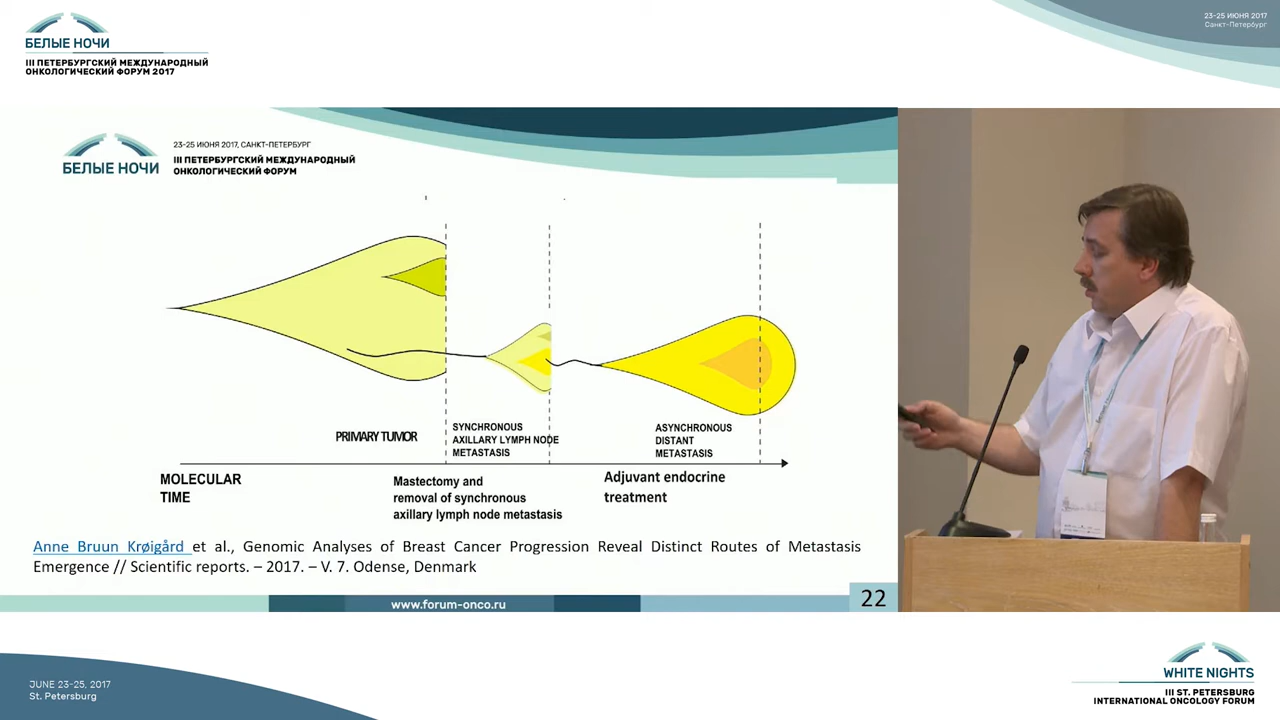 БЕЛЫЕ НОЧИ
III ПЕТЕРБУРГСКИЙ МЕЖДУНАРОДНЫЙ
ОНКОЛОГИЧЕСКИЙ ФОРУМ 2017
23-25 ИЮНЯ 2017
Санкт-Петербург
БЕЛЫЕ НОЧИ
23-25 ИЮНЯ 2017, САНКТ-ПЕТЕРБУРГ
III ПЕТЕРБУРГСКИЙ МЕЖДУНАРОДНЫЙ
ОНКОЛОГИЧЕСКИЙ ФОРУМ
PRIMARY TUMOR
SYNCHRONOUS
AXILLARY LYMPH NODE
METASTASIS
ASYNCHRONOUS
DISTANT
METASTASIS
MOLECULAR
TIME
Mastectomy and
removal of synchronous
axillary lymph node metastasis
Adjuvant endocrine
treatment
Anne Bruun Krøigård et al., Genomic Analyses of Breast Cancer Progression Reveal Distinct Routes of Metastasis
Emergence // Scientific reports. – 2017. – V. 7. Odense, Denmark
www.forum-onco.ru
22
JUNE 23-25, 2017
St. Petersburg
WHITE NIGHTS
III ST. PETERSBURG
INTERNATIONAL ONCOLOGY FORUM